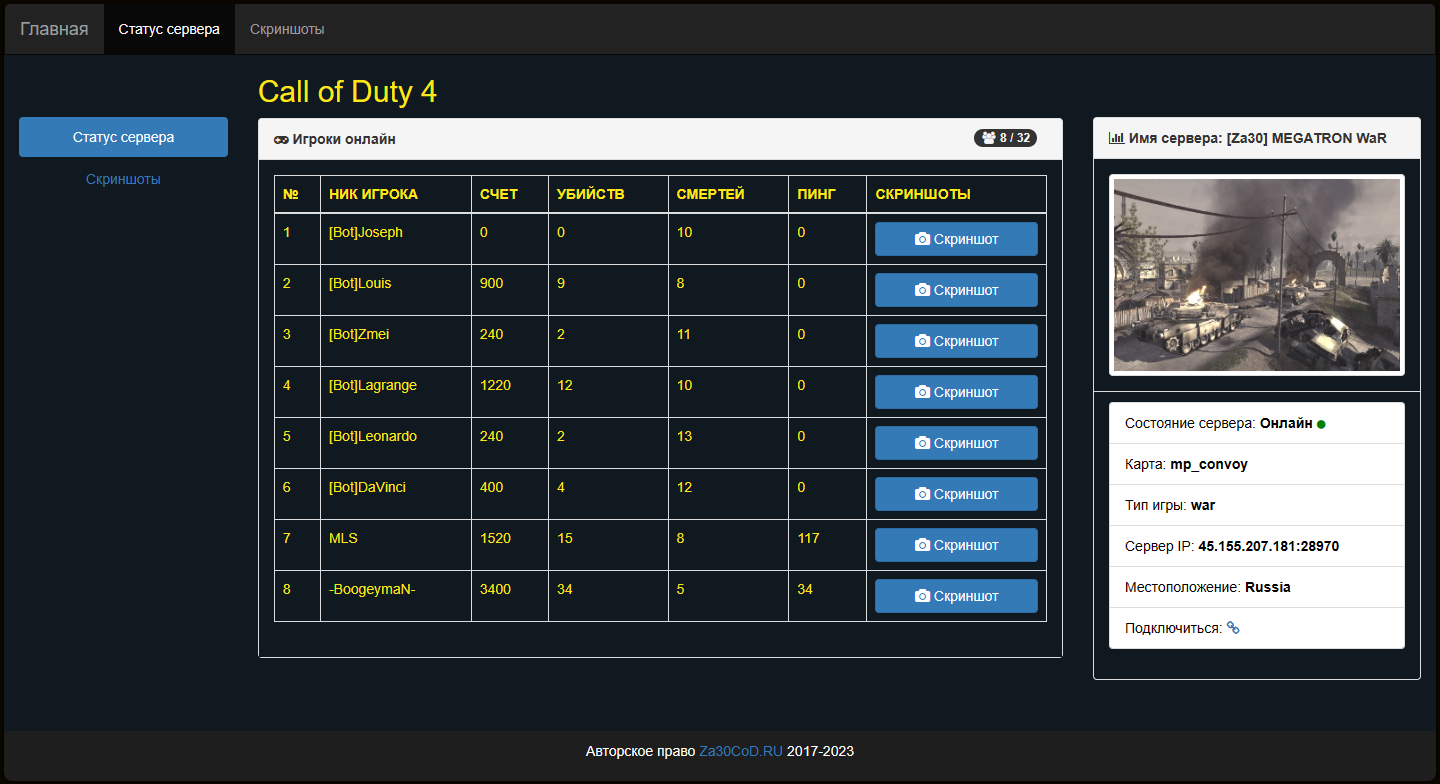 Главная Статус сервера Скриншоты
Статус сервера
Скриншоты
Call of Duty 4
Игроки онлайн 8 / 32
№ НИК ИГРОКА СЧЕТ УБИЙСТВ СМЕРТЕЙ ПИНГ СКРИНШОТЫ
1 [Bot]Joseph 0 0 10 0 Скриншот
2 [Bot]Louis 900 9 8 0 Скриншот
3 [Bot]Zmei 240 2 11 0 Скриншот
4 [Bot]Lagrange 1220 12 10 0 Скриншот
5 [Bot]Leonardo 240 2 13 0 Скриншот
6 [Bot]DaVinci 400 4 12 0 Скриншот
7 MLS 1520 15 8 117 Скриншот
8 -BoogeymaN- 3400 34 5 34 Скриншот
Имя сервера: [Za30] MEGATRON WaR
Состояние сервера: Онлайн
Карта: mp_convoy
Тип игры: war
Сервер IP: 45.155.207.181:28970
Местоположение: Russia
Подключиться:
Авторское право Za30CoD.RU 2017-2023